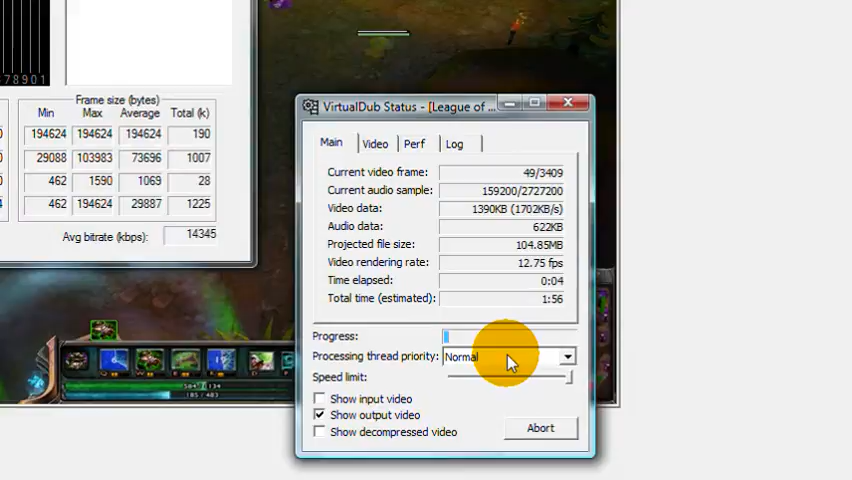 78901
Frame size (bytes)
Min Max Average Total (k)
194624 194624 194624 190
29088 103983 73696 1007
462 1590 1069 28
462 194624 29887 1225
Avg bitrate (kbps): 14345
VirtualDub Status - [League of ...
Main Video Perf Log
Current video frame: 49/3409
Current audio sample: 159200/2727200
Video data: 1390KB (1702KB/s)
Audio data: 622KB
Projected file size: 104.85MB
Video rendering rate: 12.75 fps
Time elapsed: 0:04
Total time (estimated): 1:56
Progress:
Processing thread priority: Normal
Speed limit:
Show input video
Show output video
Show decompressed video
Abort